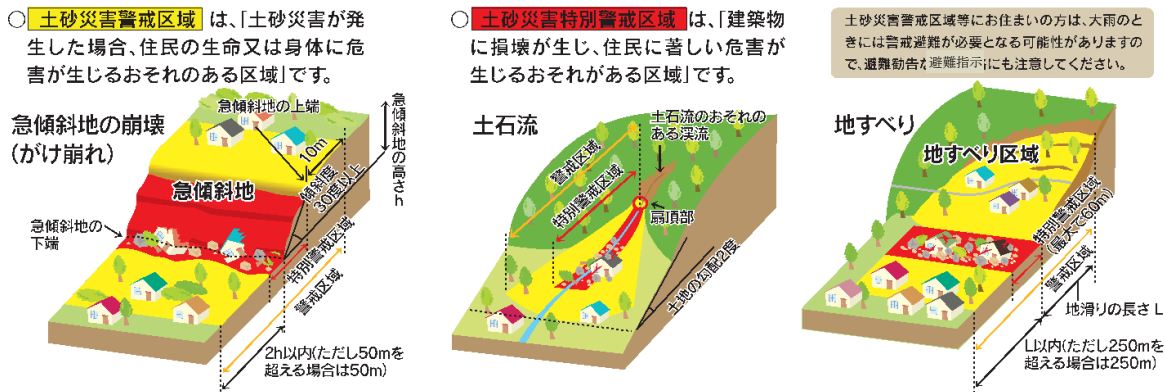 ○ 土砂災害警戒区域 は、「土砂災害が発
生した場合、住民の生命又は身体に危
害が生じるおそれのある区域」です。
○ 土砂災害特別警戒区域 は、「建築物
に損壊が生じ、住民に著しい危害が
生じるおそれがある区域」です。
土砂災害警戒区域等にお住まいの方は、大雨のと
きには警戒避難が必要となる可能性がありますの
で、避難勧告 避難指示 にも注意してください。
急傾斜地の崩壊
(がけ崩れ)
急傾斜地の上端
急傾斜地の高さh
10m
傾斜度
30度以上
急傾斜地
急傾斜地の
下端
特別警戒区域
警戒区域
2h以内(ただし50mを
超える場合は50m)
土石流
土石流のおそれの
ある渓流
警戒区域
特別警戒区域
扇頂部
土地の勾配2度
地すべり
地すべり区域
特別警戒区域
(最大で60m)
警戒区域
地滑りの長さ L
L以内(ただし250mを
超える場合は250m)